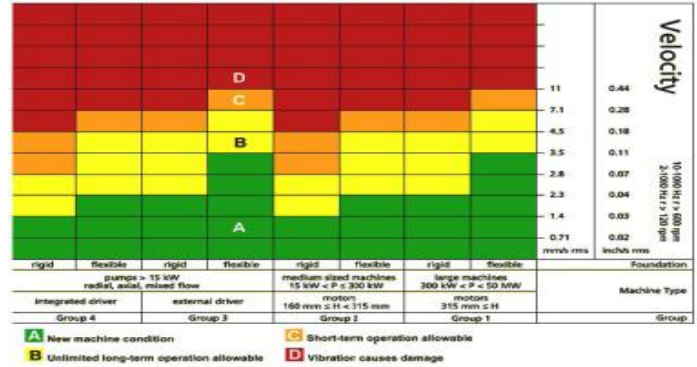 D
C
B
A
11
7.1
4.5
3.5
2.8
2.3
1.4
0.71
mm/s rms
0.44
0.28
0.18
0.11
0.07
0.04
0.03
0.02
inch/s rms
Velocity
10-1000 Hz r > 600 rpm
2-1000 Hz r > 120 rpm
rigid flexible rigid flexible rigid flexible rigid flexible Foundation
pumps > 15 kW
radial, axial, mixed flow
medium sized machines
15 kW < P ≤ 300 kW
large machines
300 kW < P < 50 MW
Machine Type
integrated driver external driver
motors
160 mm ≤ H < 315 mm
motors
315 mm ≤ H
Group 4 Group 3 Group 2 Group 1 Group
A New machine condition
B Unlimited long-term operation allowable
C Short-term operation allowable
D Vibration causes damage